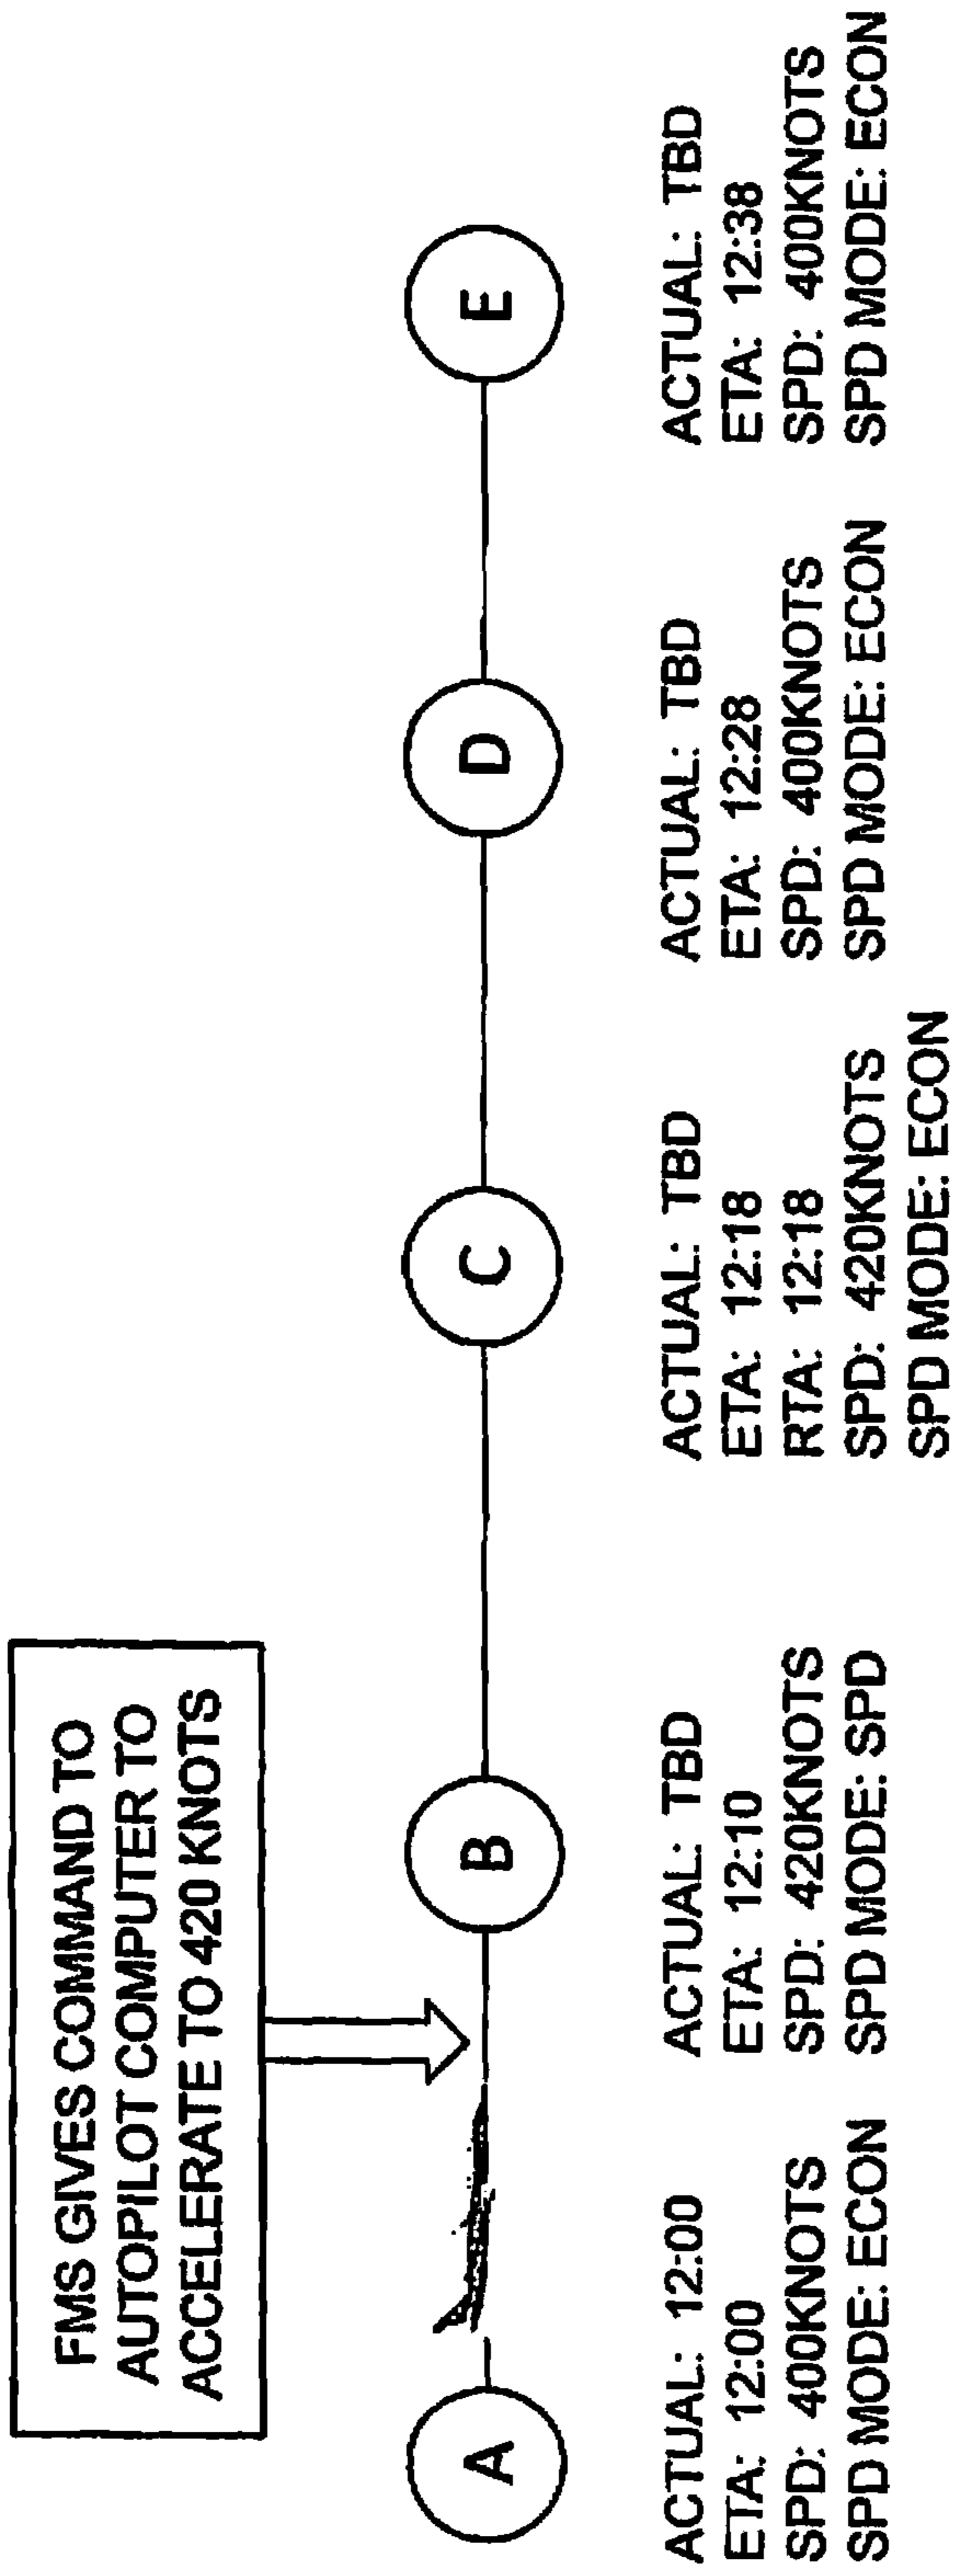 FMS GIVES COMMAND TO
AUTOPILOT COMPUTER TO
ACCELERATE TO 420 KNOTS
A
B
C
D
E
ACTUAL: 12:00
ETA: 12:00
SPD: 400KNOTS
SPD MODE: ECON
ACTUAL: TBD
ETA: 12:10
SPD: 420KNOTS
SPD MODE: SPD
ACTUAL: TBD
ETA: 12:18
RTA: 12:18
SPD: 420KNOTS
SPD MODE: ECON
ACTUAL: TBD
ETA: 12:28
SPD: 400KNOTS
SPD MODE: ECON
ACTUAL: TBD
ETA: 12:38
SPD: 400KNOTS
SPD MODE: ECON